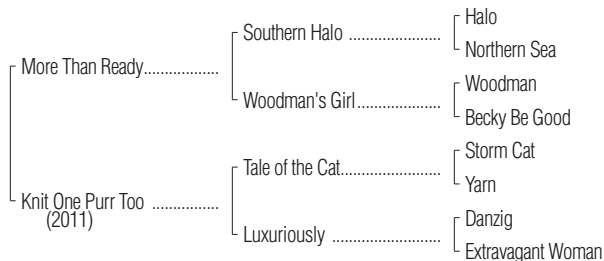 Halo
Southern Halo ...................
Northern Sea
More Than Ready................
Woodman
Woodman's Girl.................
Becky Be Good
Storm Cat
Tale of the Cat....................
Yarn
Knit One Purr Too ..............
(2011)
Danzig
Luxuriously ......................
Extravagant Woman